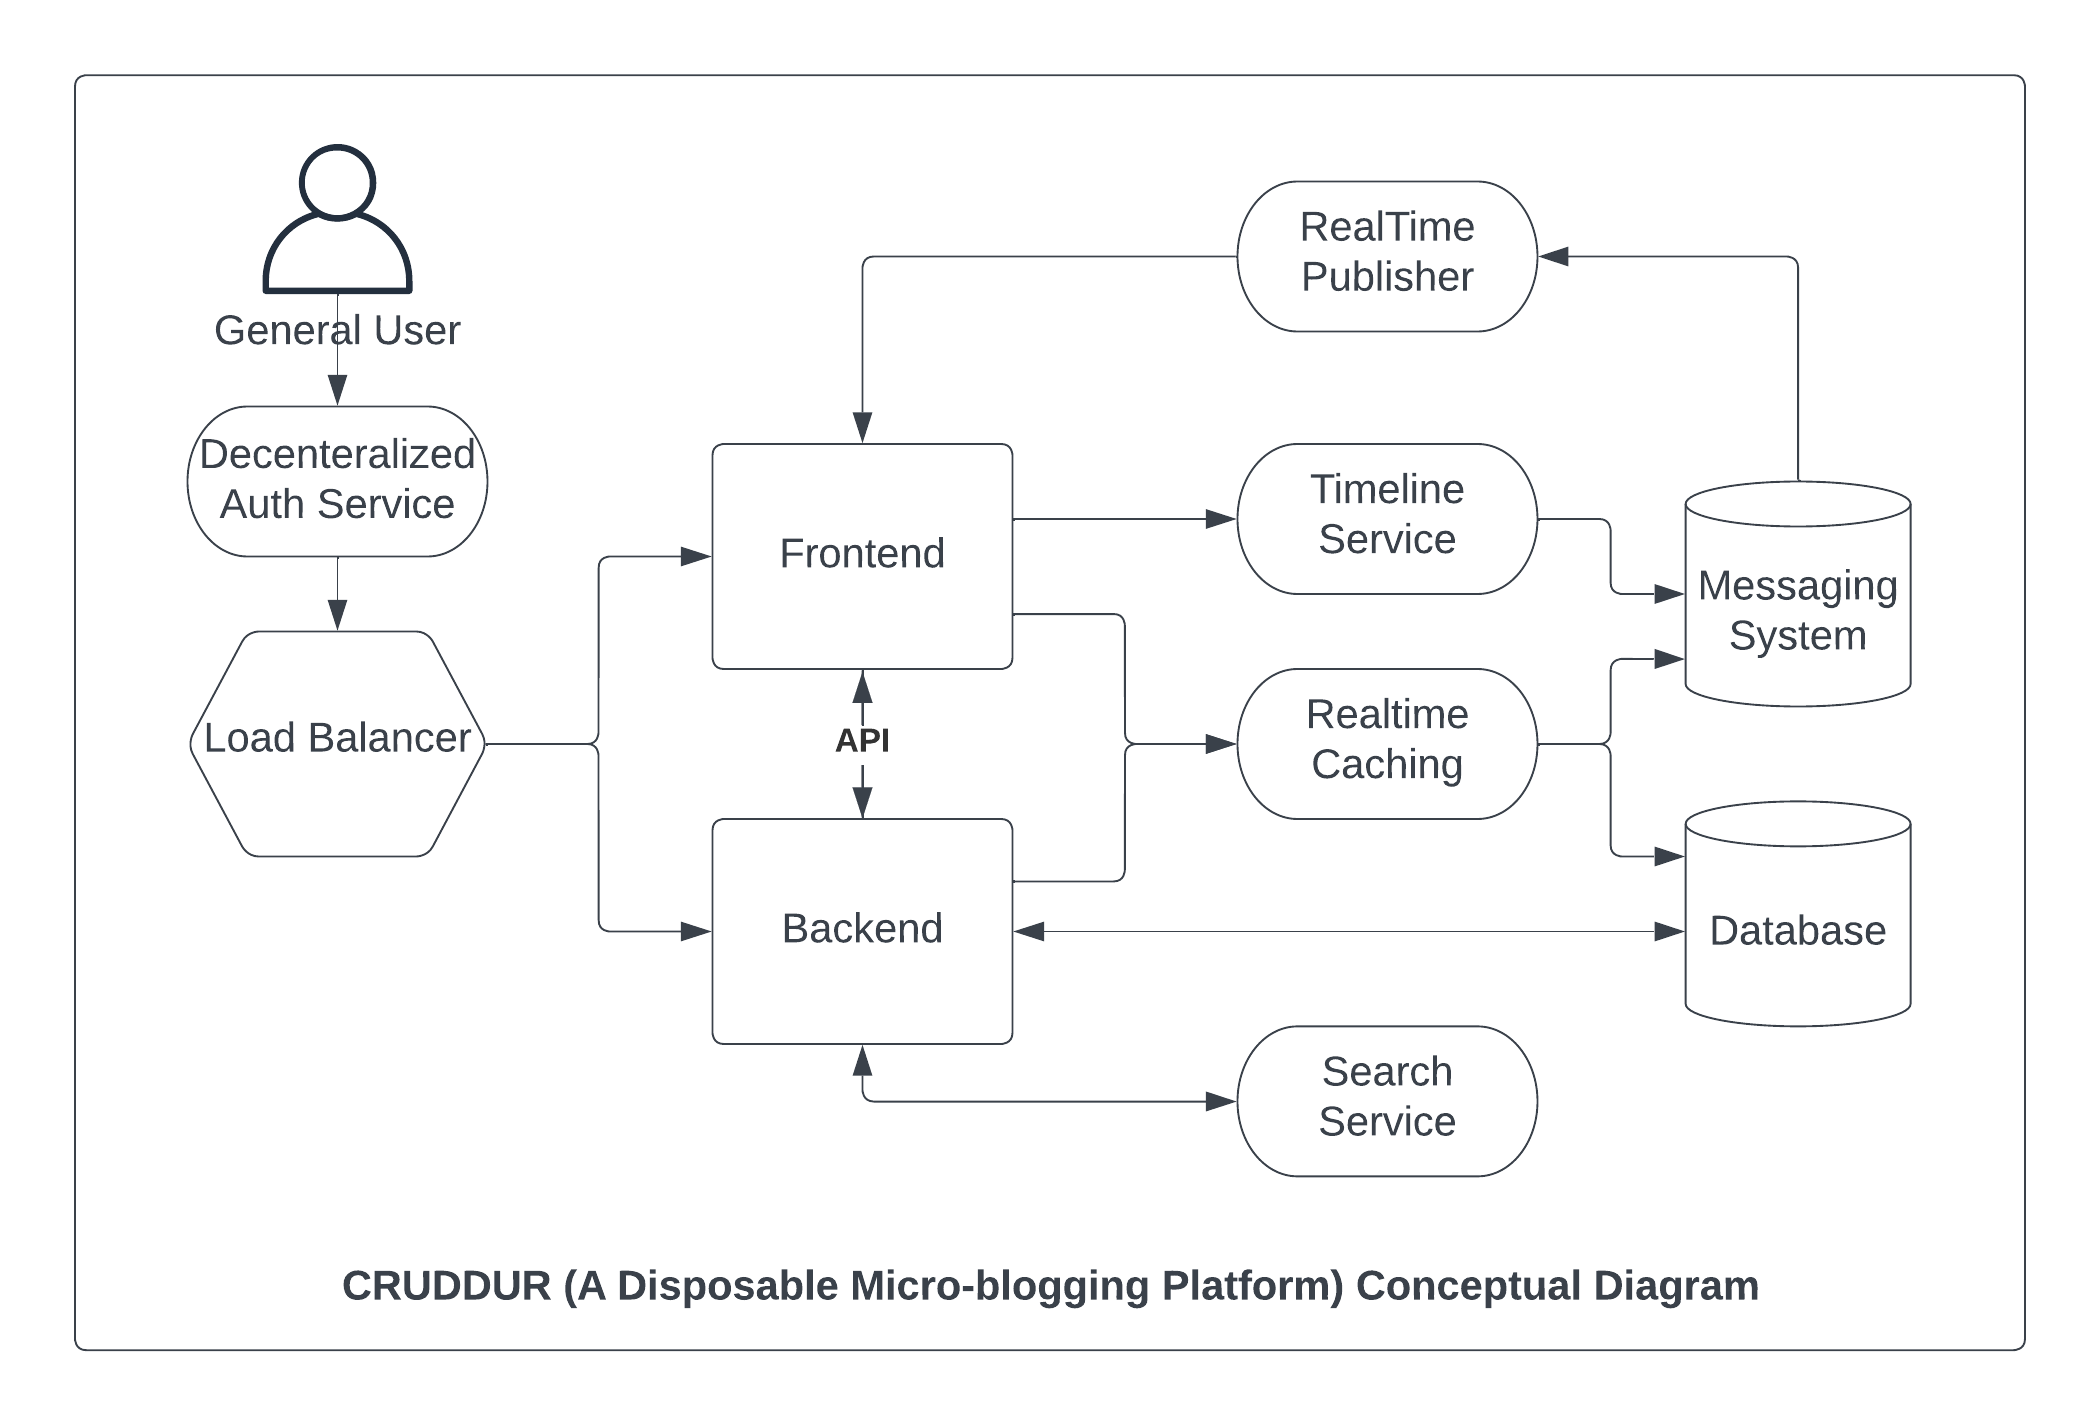 General User
Decenteralized
Auth Service
Load Balancer
Frontend
API
Backend
RealTime
Publisher
Timeline
Service
Realtime
Caching
Search
Service
Messaging
System
Database
CRUDDUR (A Disposable Micro-blogging Platform) Conceptual Diagram